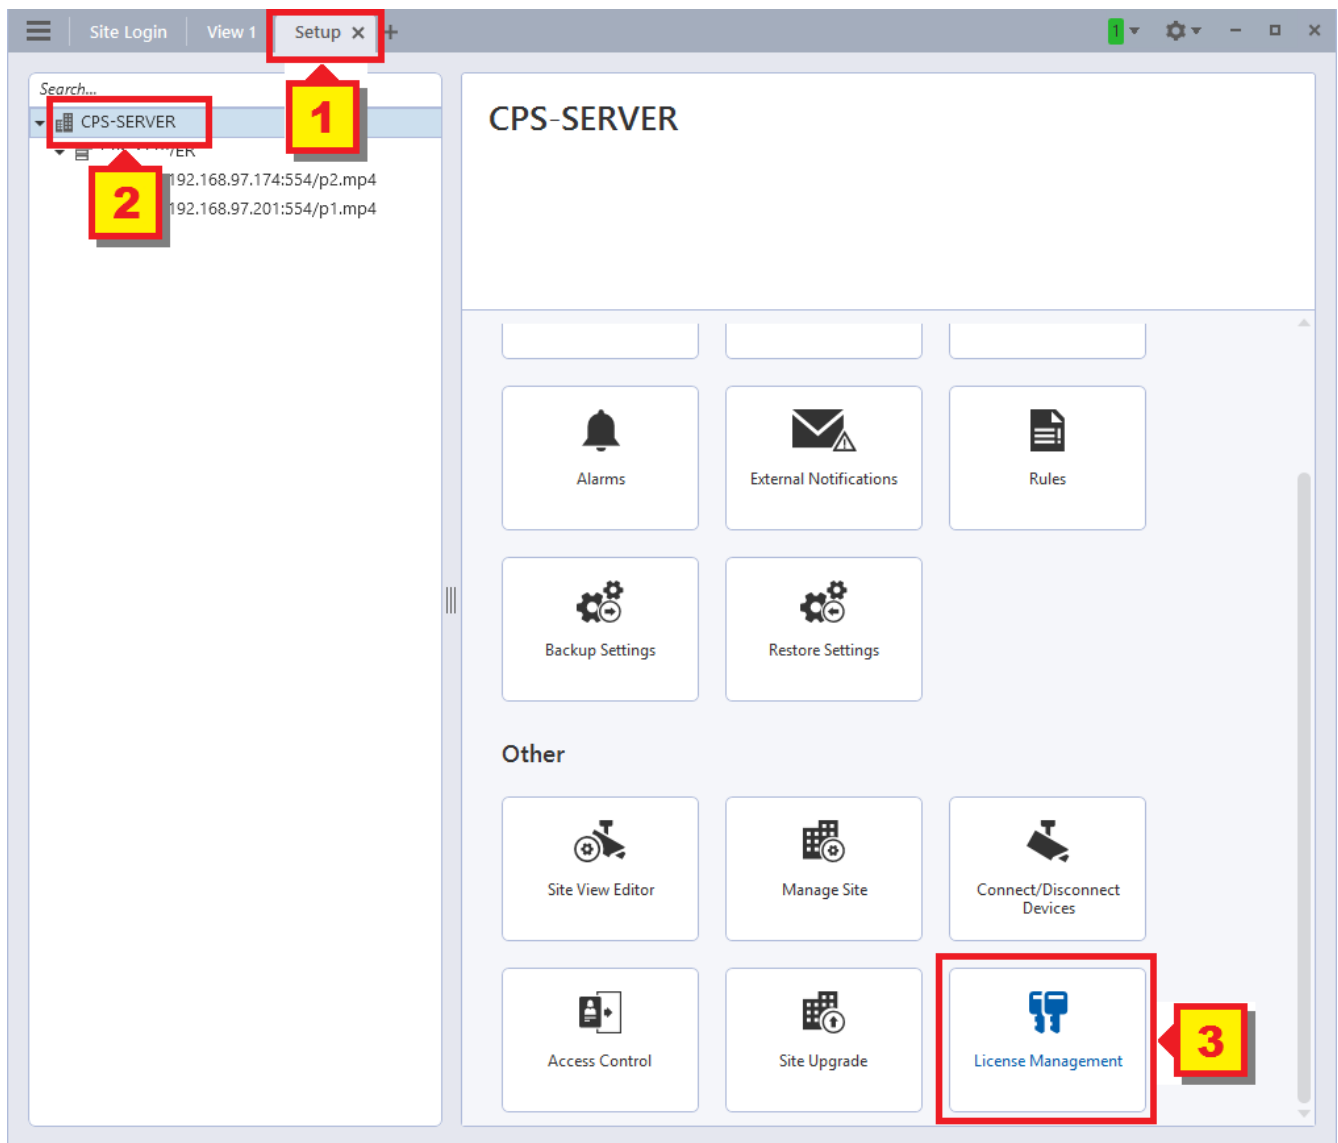 Site Login
View 1
Setup
1
Search...
CPS-SERVER
1
192.168.97.174:554/p2.mp4
192.168.97.201:554/p1.mp4
2
CPS-SERVER
Alarms
External Notifications
Rules
Backup Settings
Restore Settings
Other
Site View Editor
Manage Site
Connect/Disconnect
Devices
Access Control
Site Upgrade
License Management
3